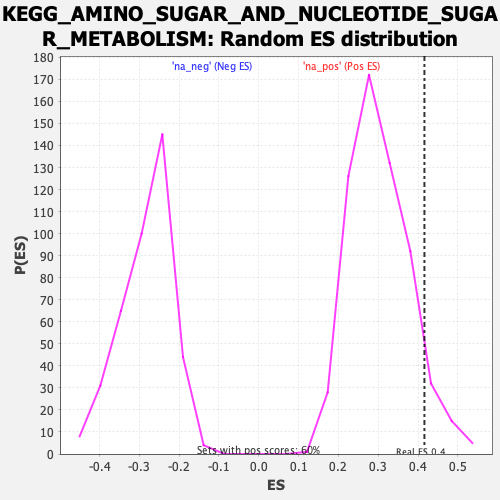 KEGG_AMINO_SUGAR_AND_NUCLEOTIDE_SUGA
R_METABOLISM: Random ES distribution
'na_neg' (Neg ES)
'na_pos' (Pos ES)
180
170
160
150
140
130
120
110
100
90
80
70
60
50
40
30
20
10
0
P(ES)
Sets with pos scores: 60%
Real ES 0.4
-0.4 -0.3 -0.2 -0.1 0.0 0.1 0.2 0.3 0.4 0.5
ES